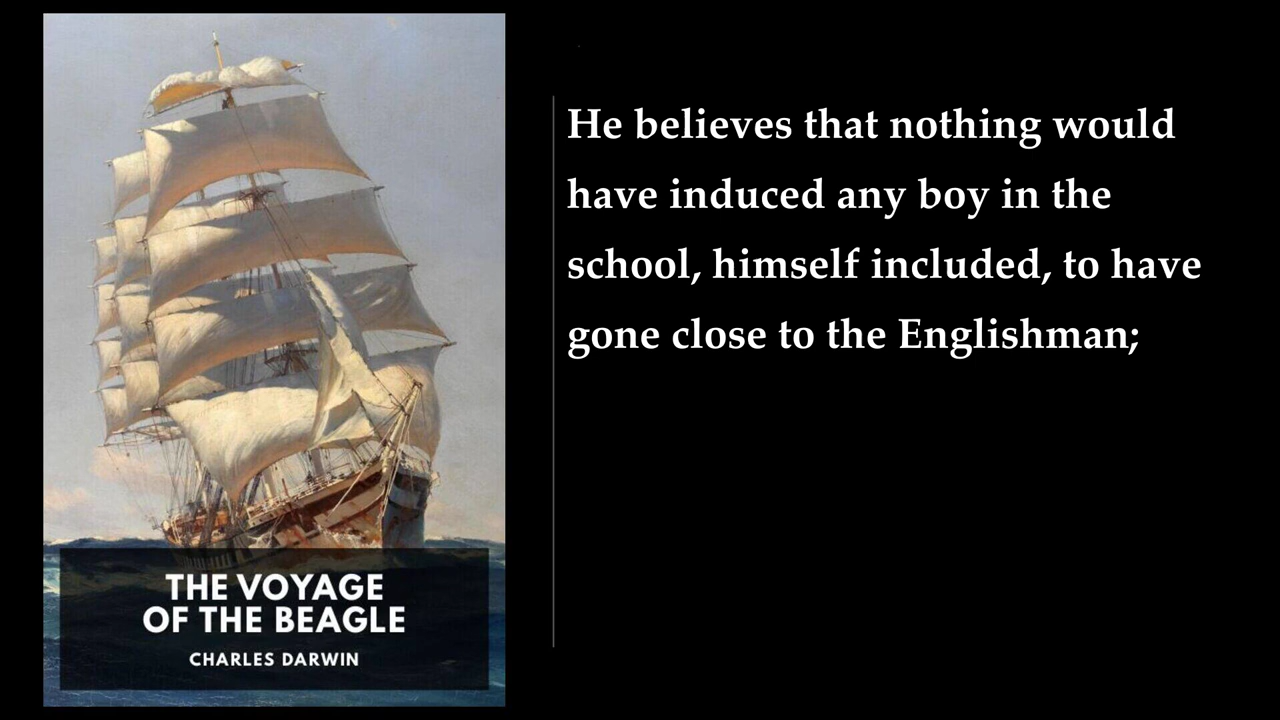 THE VOYAGE
OF THE BEAGLE
CHARLES DARWIN
He believes that nothing would
have induced any boy in the
school, himself included, to have
gone close to the Englishman;